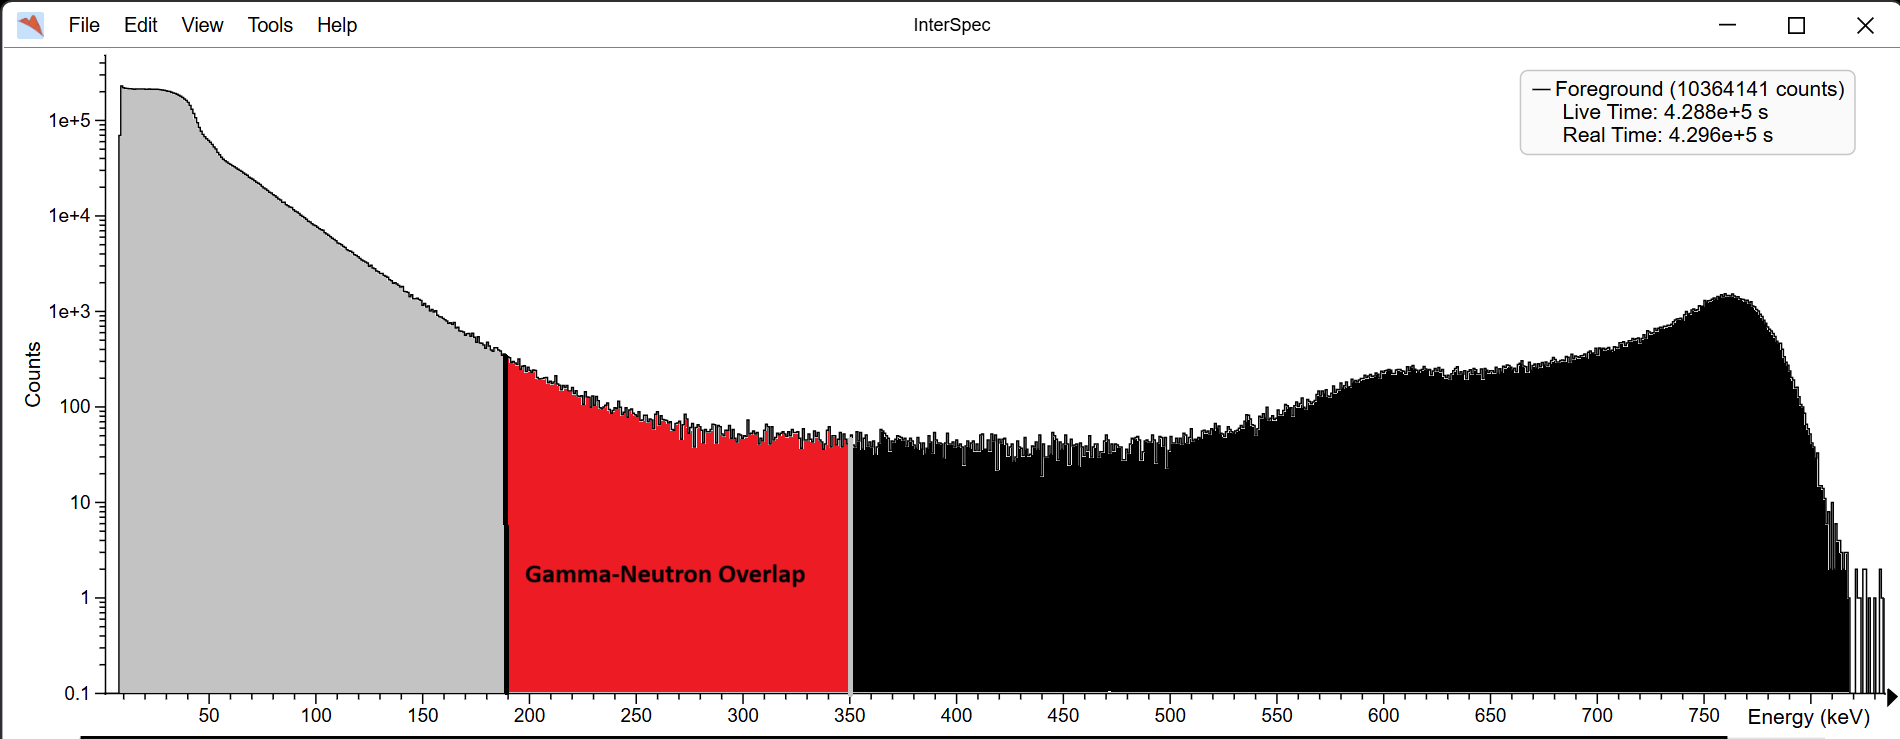 File Edit View Tools Help InterSpec
Foreground (10364141 counts)
Live Time: 4.288e+5 s
Real Time: 4.296e+5 s
Counts
1e+5
1e+4
1e+3
100
10
1
0.1
Gamma-Neutron Overlap
50 100 150 200 250 300 350 400 450 500 550 600 650 700 750
Energy (keV)